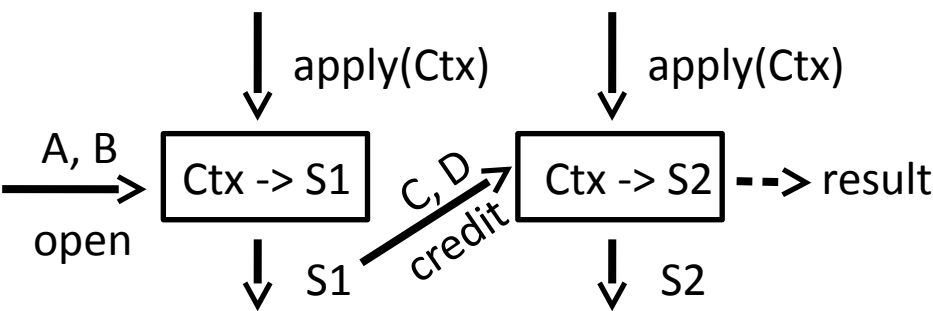 apply(Ctx)
apply(Ctx)
A, B
open
Ctx -> S1
C, D
credit
Ctx -> S2
result
S1
S2